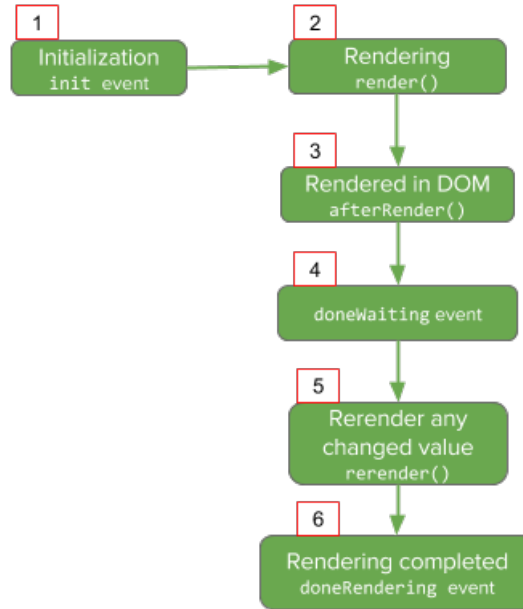 1
Initialization
init event
2
Rendering
render()
3
Rendered in DOM
afterRender()
4
doneWaiting event
5
Rerender any
changed value
rerender()
6
Rendering completed
doneRendering event